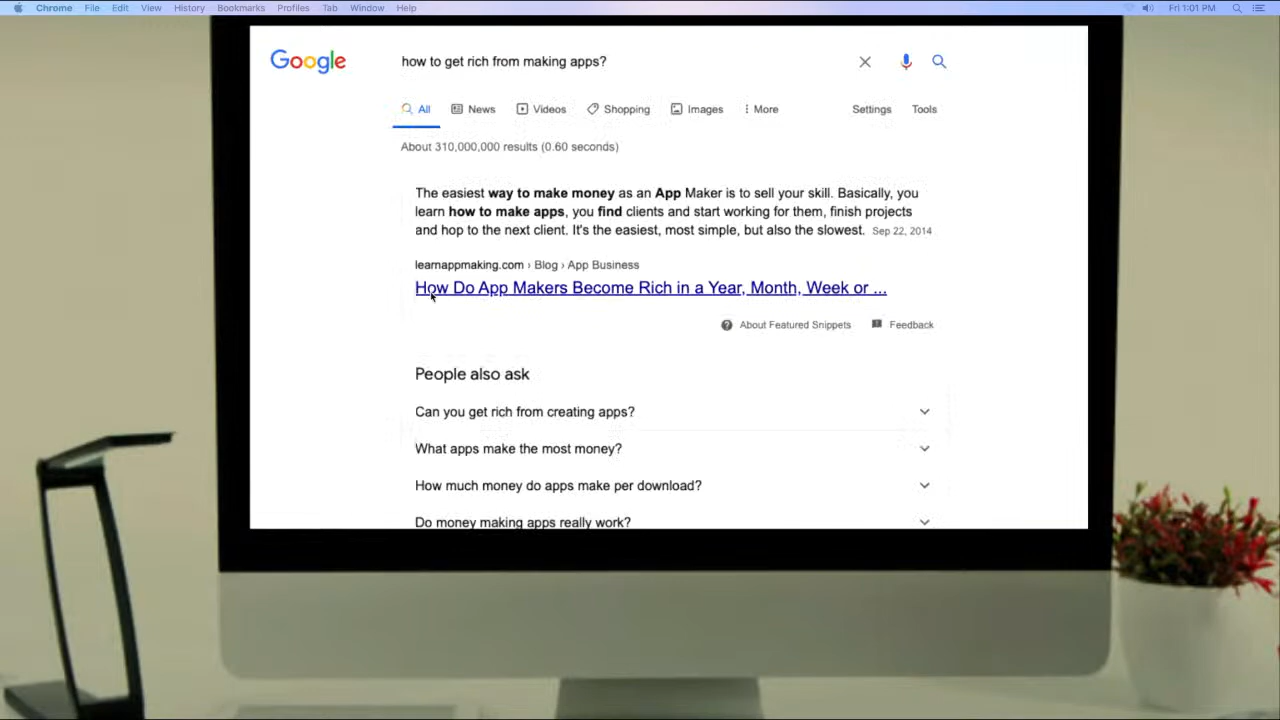 Chrome File Edit View History Bookmarks Profiles Tab Window Help Fri 1:01 PM
Google how to get rich from making apps?
All News Videos Shopping Images More Settings Tools
About 310,000,000 results (0.60 seconds)
The easiest way to make money as an App Maker is to sell your skill. Basically, you
learn how to make apps, you find clients and start working for them, finish projects
and hop to the next client. It's the easiest, most simple, but also the slowest. Sep 22, 2014
learnappmaking.com › Blog › App Business
How Do App Makers Become Rich in a Year, Month, Week or ...
About Featured Snippets Feedback
People also ask
Can you get rich from creating apps?
What apps make the most money?
How much money do apps make per download?
Do money making apps really work?